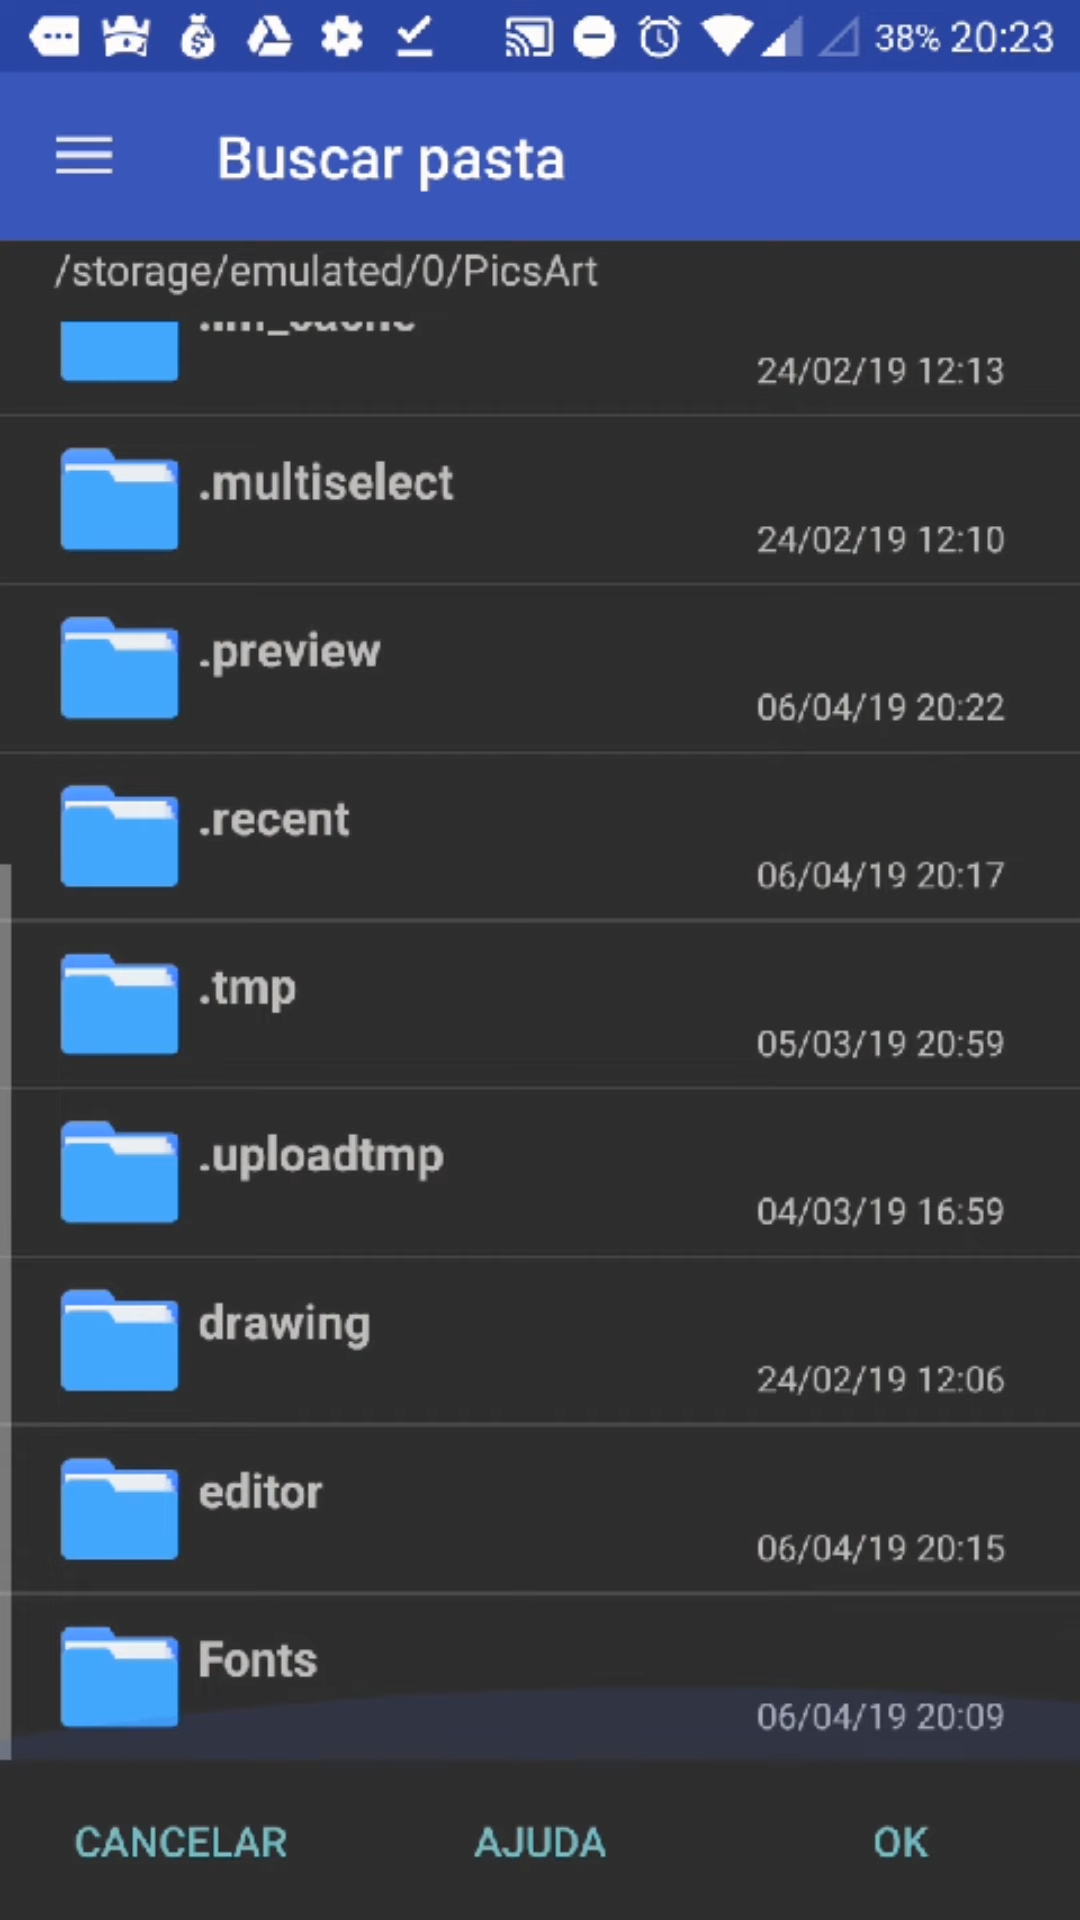 38% 20:23
Buscar pasta
/storage/emulated/0/PicsArt
24/02/19 12:13
.multiselect
24/02/19 12:10
.preview
06/04/19 20:22
.recent
06/04/19 20:17
.tmp
05/03/19 20:59
.uploadtmp
04/03/19 16:59
drawing
24/02/19 12:06
editor
06/04/19 20:15
Fonts
06/04/19 20:09
CANCELAR AJUDA OK